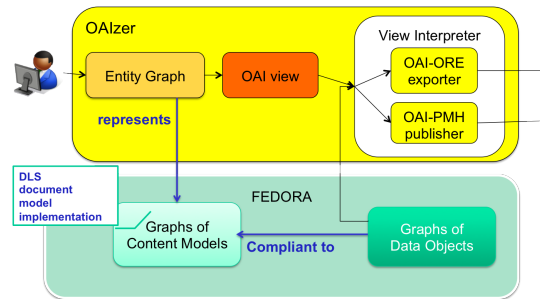 OAIzer
View Interpreter
Entity Graph
OAI view
OAI-ORE
exporter
OAI-PMH
publisher
represents
DLS
document
model
implementation
FEDORA
Graphs of
Content Models
Compliant to
Graphs of
Data Objects